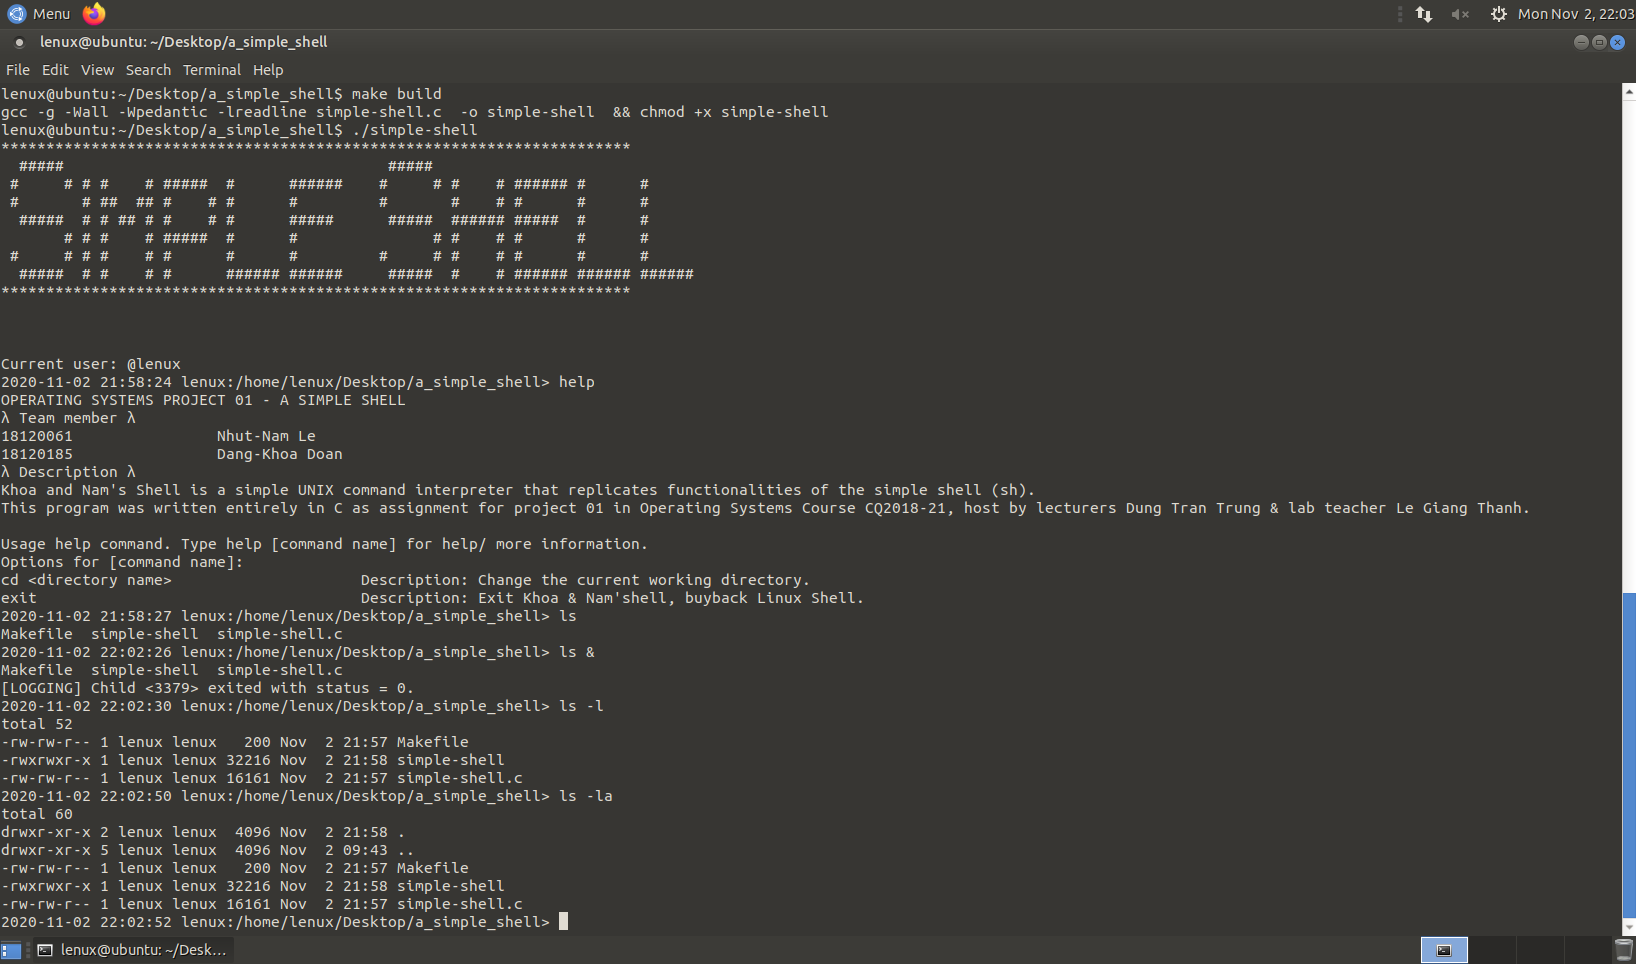 Menu
Mon Nov 2, 22:03
lenux@ubuntu: ~/Desktop/a_simple_shell
File Edit View Search Terminal Help
lenux@ubuntu:~/Desktop/a_simple_shell$ make build
gcc -g -Wall -Wpedantic -lreadline simple-shell.c  -o simple-shell  && chmod +x simple-shell
lenux@ubuntu:~/Desktop/a_simple_shell$ ./simple-shell
**********************************************************************
SIMPLE SHELL
**********************************************************************
Current user: @lenux
2020-11-02 21:58:24 lenux:/home/lenux/Desktop/a_simple_shell> help
OPERATING SYSTEMS PROJECT 01 - A SIMPLE SHELL
λ Team member λ
18120061                Nhut-Nam Le
18120185                Dang-Khoa Doan
λ Description λ
Khoa and Nam's Shell is a simple UNIX command interpreter that replicates functionalities of the simple shell (sh).
This program was written entirely in C as assignment for project 01 in Operating Systems Course CQ2018-21, host by lecturers Dung Tran Trung & lab teacher Le Giang Thanh.
Usage help command. Type help [command name] for help/ more information.
Options for [command name]:
cd <directory name>                     Description: Change the current working directory.
exit                                    Description: Exit Khoa & Nam'shell, buyback Linux Shell.
2020-11-02 21:58:27 lenux:/home/lenux/Desktop/a_simple_shell> ls
Makefile  simple-shell  simple-shell.c
2020-11-02 22:02:26 lenux:/home/lenux/Desktop/a_simple_shell> ls &
Makefile  simple-shell  simple-shell.c
[LOGGING] Child <3379> exited with status = 0.
2020-11-02 22:02:30 lenux:/home/lenux/Desktop/a_simple_shell> ls -l
total 52
-rw-rw-r-- 1 lenux lenux   200 Nov  2 21:57 Makefile
-rwxrwxr-x 1 lenux lenux 32216 Nov  2 21:58 simple-shell
-rw-rw-r-- 1 lenux lenux 16161 Nov  2 21:57 simple-shell.c
2020-11-02 22:02:50 lenux:/home/lenux/Desktop/a_simple_shell> ls -la
total 60
drwxr-xr-x 2 lenux lenux  4096 Nov  2 21:58 .
drwxr-xr-x 5 lenux lenux  4096 Nov  2 09:43 ..
-rw-rw-r-- 1 lenux lenux   200 Nov  2 21:57 Makefile
-rwxrwxr-x 1 lenux lenux 32216 Nov  2 21:58 simple-shell
-rw-rw-r-- 1 lenux lenux 16161 Nov  2 21:57 simple-shell.c
2020-11-02 22:02:52 lenux:/home/lenux/Desktop/a_simple_shell>
lenux@ubuntu: ~/Desk...